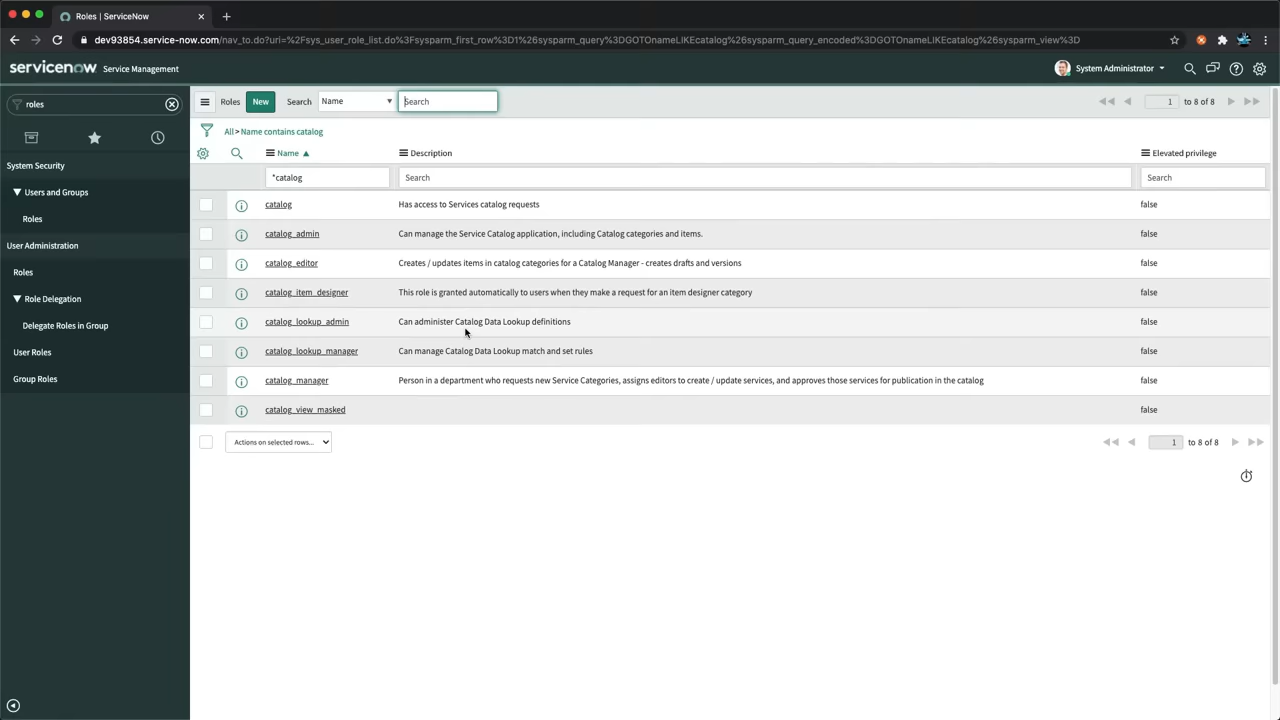 Roles | ServiceNow
dev93854.service-now.com/nav_to.do?uri=%2Fsys_user_role_list.do%3Fsysparm_first_row%3D1%26sysparm_query%3DGOTOnameLIKEcatalog%26sysparm_query_encoded%3DGOTOnameLIKEcatalog%26sysparm_view%3D
servicenow Service Management
System Administrator
roles
System Security
Users and Groups
Roles
User Administration
Roles
Role Delegation
Delegate Roles in Group
User Roles
Group Roles
Roles New Search Name Search 1 to 8 of 8
All > Name contains catalog
Name Description Elevated privilege
*catalog Search Search
catalog Has access to Services catalog requests false
catalog_admin Can manage the Service Catalog application, including Catalog categories and items. false
catalog_editor Creates / updates items in catalog categories for a Catalog Manager - creates drafts and versions false
catalog_item_designer This role is granted automatically to users when they make a request for an item designer category false
catalog_lookup_admin Can administer Catalog Data Lookup definitions false
catalog_lookup_manager Can manage Catalog Data Lookup match and set rules false
catalog_manager Person in a department who requests new Service Categories, assigns editors to create / update services, and approves those services for publication in the catalog false
catalog_view_masked false
Actions on selected rows... 1 to 8 of 8